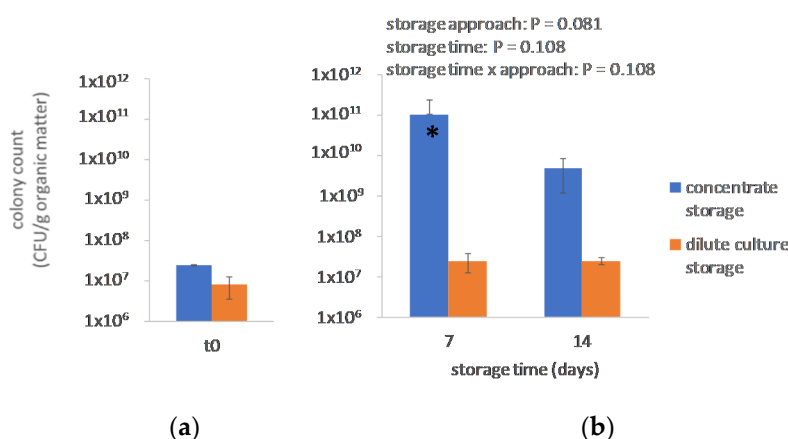 storage approach: P = 0.081
storage time: P = 0.108
storage time x approach: P = 0.108
colony count
(CFU/g organic matter)
1x10¹²
1x10¹¹
1x10¹⁰
1x10⁹
1x10⁸
1x10⁷
1x10⁶
t0
1x10¹²
1x10¹¹
1x10¹⁰
1x10⁹
1x10⁸
1x10⁷
1x10⁶
*
7 14
storage time (days)
concentrate
storage
dilute culture
storage
(a) (b)